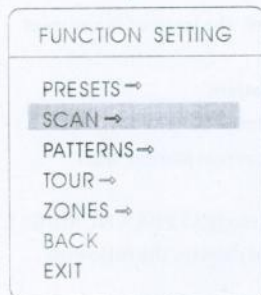 FUNCTION SETTING
PRESETS→
SCAN→
PATTERNS→
TOUR→
ZONES→
BACK
EXIT